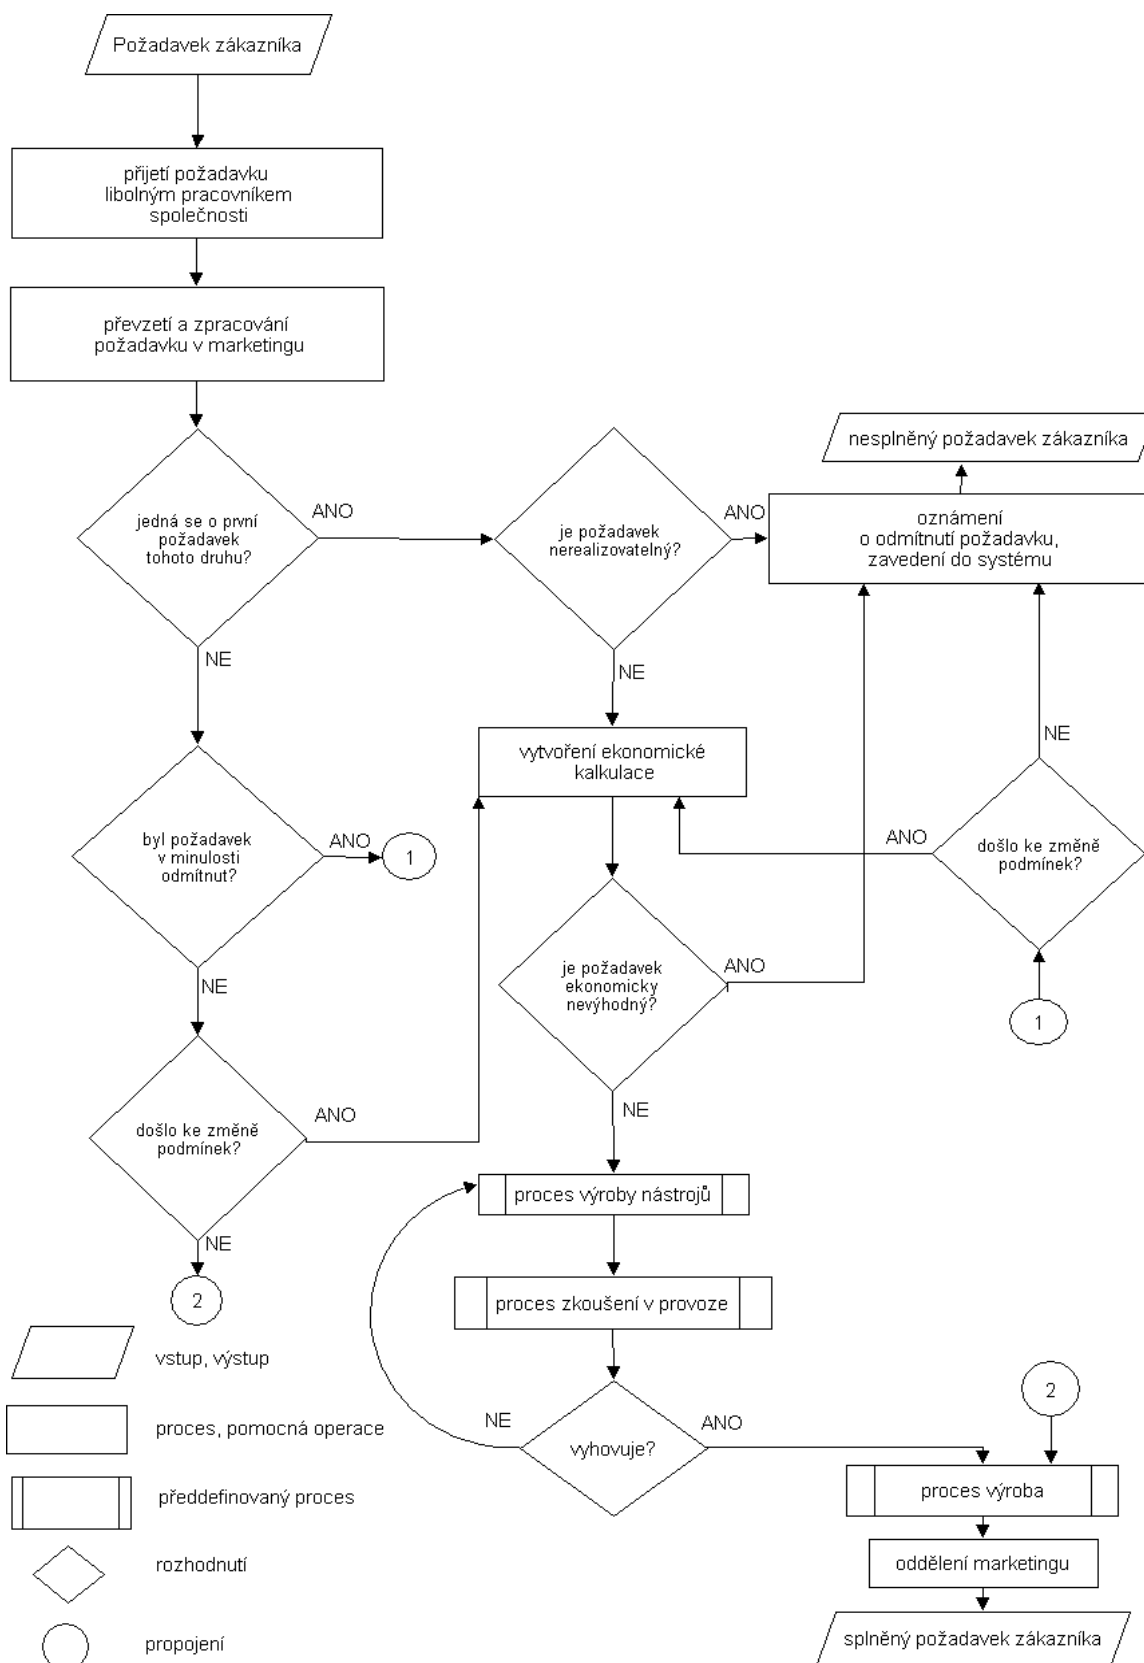 Požadavek zákazníka
přijetí požadavku
libolným pracovníkem
společnosti
převzetí a zpracování
požadavku v marketingu
jedná se o první
požadavek
tohoto druhu?
ANO
NE
je požadavek
nerealizovatelný?
ANO
NE
nesplněný požadavek zákazníka
oznámení
o odmítnutí požadavku,
zavedení do systému
byl požadavek
v minulosti
odmítnut?
ANO
1
NE
vytvoření ekonomické
kalkulace
NE
ANO
došlo ke změně
podmínek?
1
je požadavek
ekonomicky
nevýhodný?
ANO
NE
došlo ke změně
podmínek?
ANO
NE
2
proces výroby nástrojů
proces zkoušení v provoze
vyhovuje?
NE
ANO
2
proces výroba
oddělení marketingu
splněný požadavek zákazníka
vstup, výstup
proces, pomocná operace
předdefinovaný proces
rozhodnutí
propojení